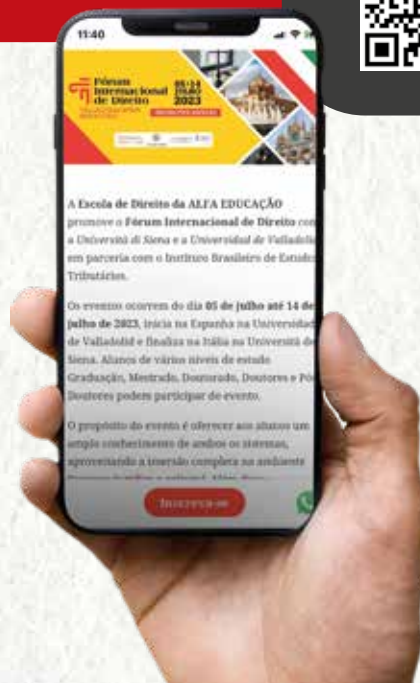 11:40
Fórum
Internacional
de Direito
05 - 14
JULHO
2023
A Escola de Direito da ALFA EDUCAÇÃO
promove o Fórum Internacional de Direito com
a Università di Siena e a Universidad de Valladolid
em parceria com o Instituto Brasileiro de Estudos
Tributários.
Os eventos ocorrem do dia 05 de julho até 14 de
julho de 2023, inicia na Espanha na Universidad
de Valladolid e finaliza na Itália na Università de
Siena. Alunos de vários níveis de estudo
Graduação, Mestrado, Doutorado, Doutores e Pós
Doutores podem participar do evento.
O propósito do evento é oferecer aos alunos um
amplo conhecimento de ambos os sistemas,
aproveitando a imersão completa no ambiente
Inscreva-se